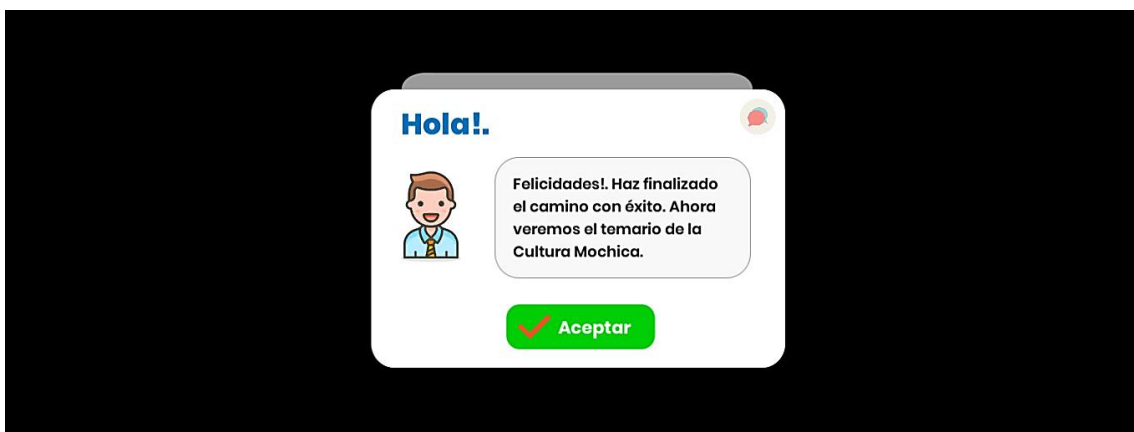 Hola!.
Felicidades!. Haz finalizado
el camino con éxito. Ahora
veremos el temario de la
Cultura Mochica.
Aceptar